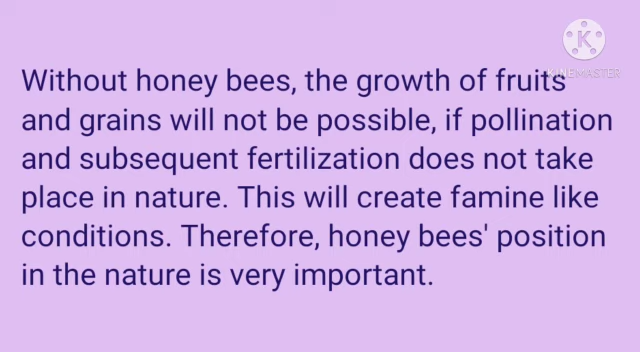 K
KINEMASTER
Without honey bees, the growth of fruits
and grains will not be possible, if pollination
and subsequent fertilization does not take
place in nature. This will create famine like
conditions. Therefore, honey bees' position
in the nature is very important.